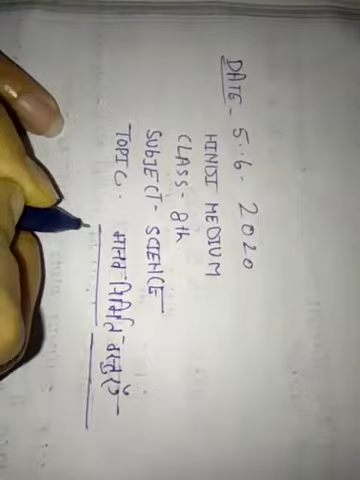 DATE - 5.6.2020
HINDI MEDIUM
CLASS - 8th
SUBJECT - SCIENCE
TOPIC. मानव निर्मित वस्तुएँ -